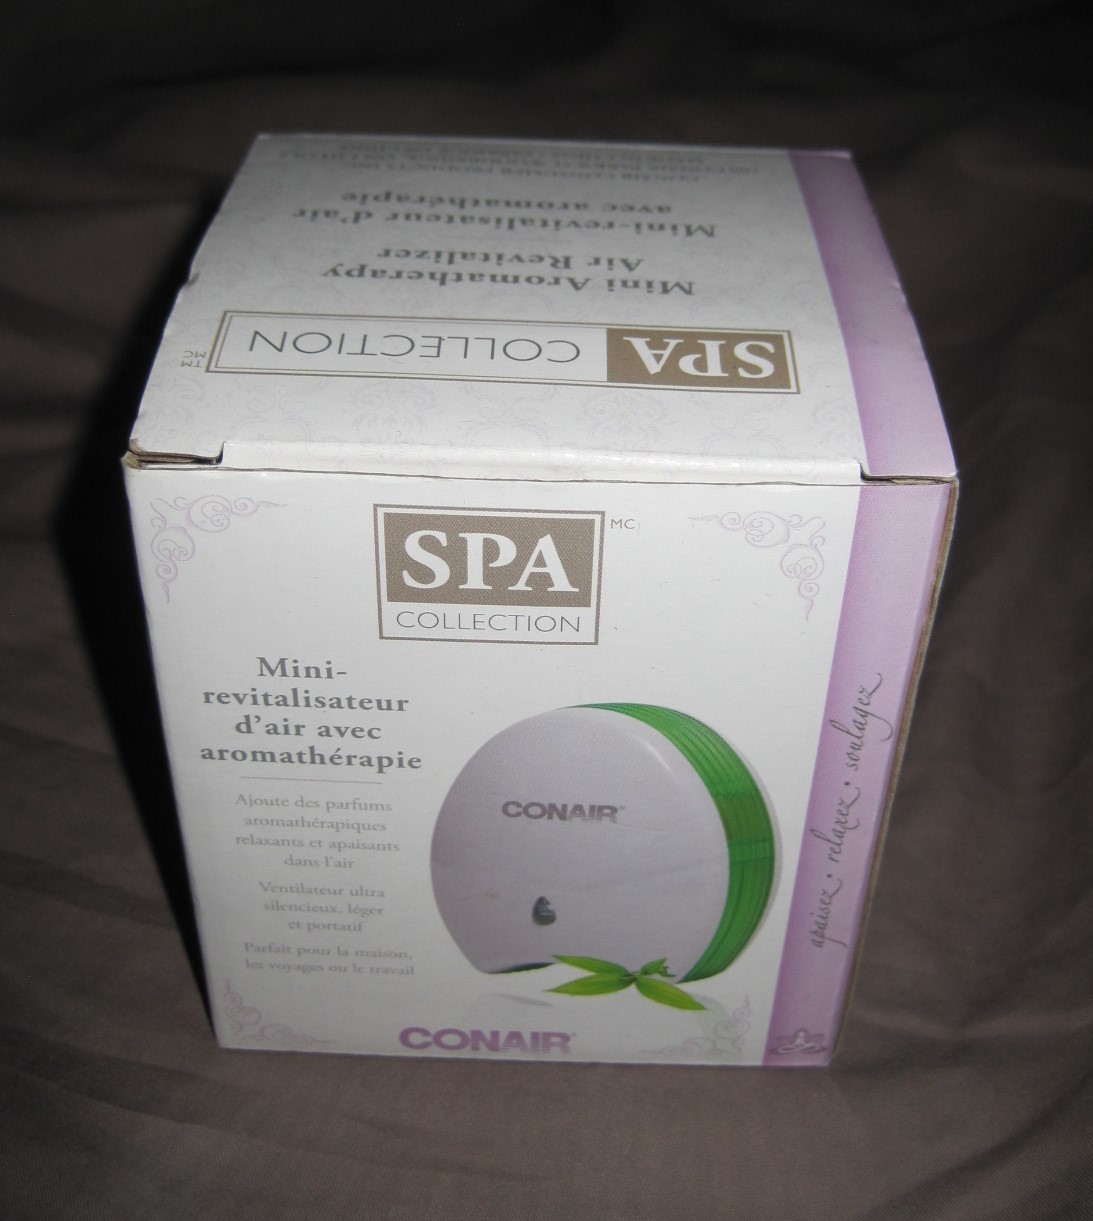 SPA
COLLECTION
MC
Mini-
revitalisateur
d'air avec
aromathérapie
Ajoute des parfums
aromathérapiques
relaxants et apaisants
dans l'air
Ventilateur ultra
silencieux, léger
et portatif
Parfait pour la maison,
les voyages ou le travail
CONAIR®
CONAIR®
apaisez • relaxez • soulagez
SPA COLLECTION
TM
MC
Mini Aromatherapy
Air Revitalizer
Mini-revitalisateur d'air
avec aromathérapie